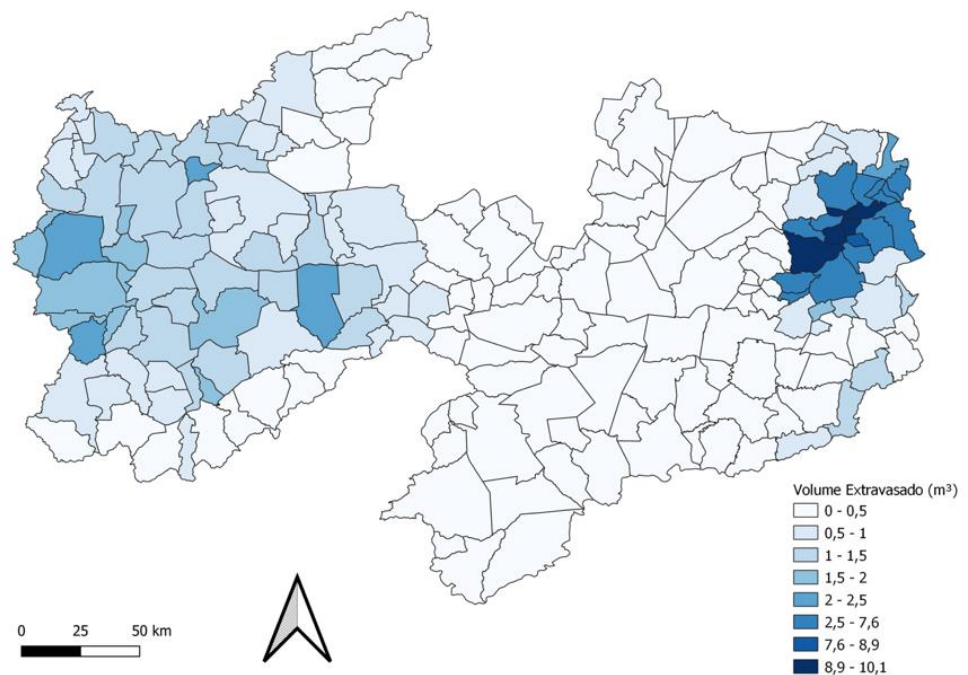 Volume Extravasado (m³)
0 - 0,5
0,5 - 1
1 - 1,5
1,5 - 2
2 - 2,5
2,5 - 7,6
7,6 - 8,9
8,9 - 10,1
0 25 50 km